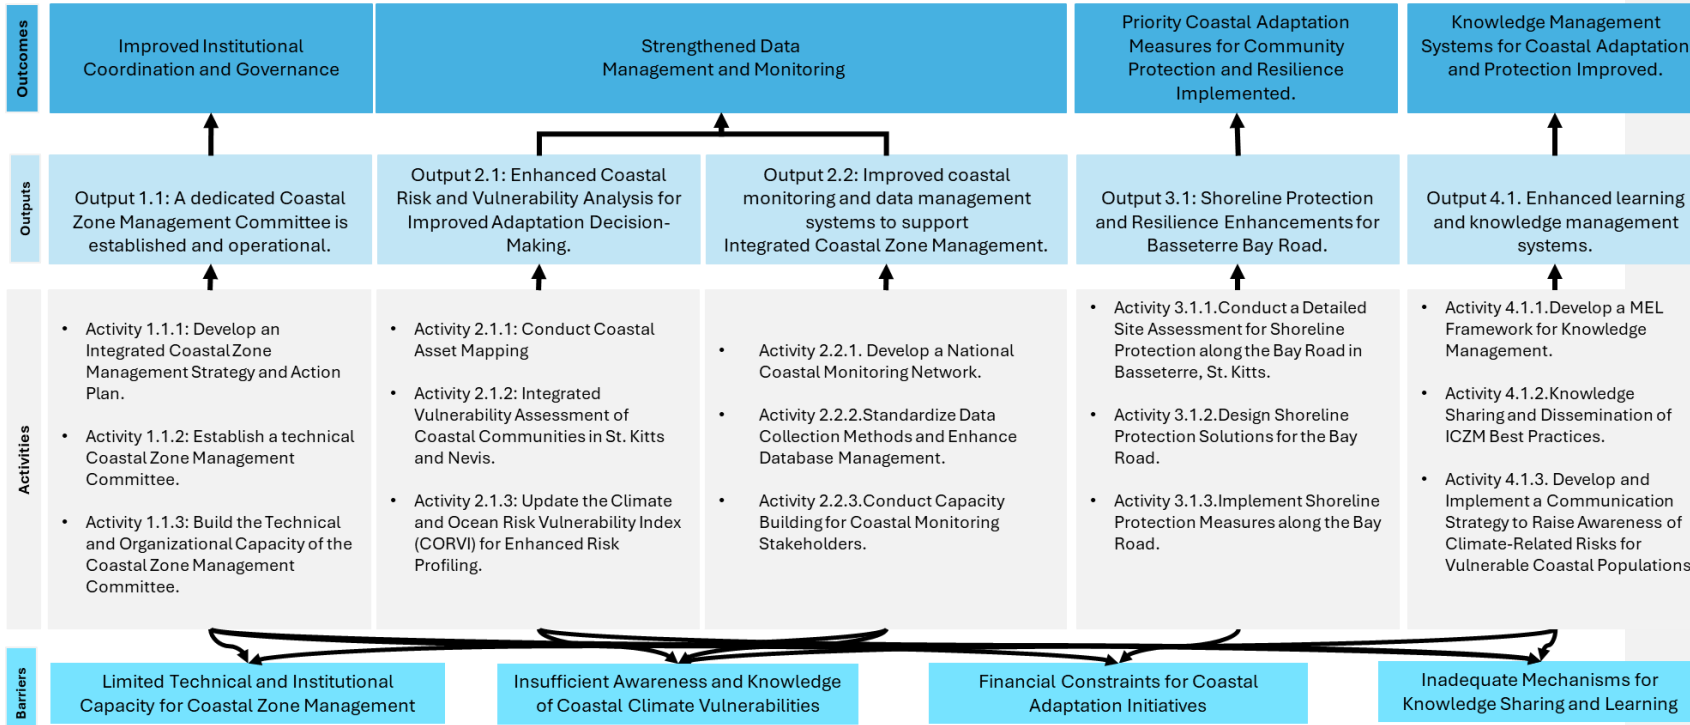 Outcomes
Improved Institutional
Coordination and Governance
Strengthened Data
Management and Monitoring
Priority Coastal Adaptation
Measures for Community
Protection and Resilience
Implemented.
Knowledge Management
Systems for Coastal Adaptation
and Protection Improved.
Outputs
Output 1.1: A dedicated Coastal
Zone Management Committee is
established and operational.
Output 2.1: Enhanced Coastal
Risk and Vulnerability Analysis for
Improved Adaptation Decision-
Making.
Output 2.2: Improved coastal
monitoring and data management
systems to support
Integrated Coastal Zone Management.
Output 3.1: Shoreline Protection
and Resilience Enhancements for
Basseterre Bay Road.
Output 4.1. Enhanced learning
and knowledge management
systems.
Activities
• Activity 1.1.1: Develop an
Integrated Coastal Zone
Management Strategy and Action
Plan.
• Activity 1.1.2: Establish a technical
Coastal Zone Management
Committee.
• Activity 1.1.3: Build the Technical
and Organizational Capacity of the
Coastal Zone Management
Committee.
• Activity 2.1.1: Conduct Coastal
Asset Mapping
• Activity 2.1.2: Integrated
Vulnerability Assessment of
Coastal Communities in St. Kitts
and Nevis.
• Activity 2.1.3: Update the Climate
and Ocean Risk Vulnerability Index
(CORVI) for Enhanced Risk
Profiling.
• Activity 2.2.1. Develop a National
Coastal Monitoring Network.
• Activity 2.2.2.Standardize Data
Collection Methods and Enhance
Database Management.
• Activity 2.2.3.Conduct Capacity
Building for Coastal Monitoring
Stakeholders.
• Activity 3.1.1.Conduct a Detailed
Site Assessment for Shoreline
Protection along the Bay Road in
Basseterre, St. Kitts.
• Activity 3.1.2.Design Shoreline
Protection Solutions for the Bay
Road.
• Activity 3.1.3.Implement Shoreline
Protection Measures along the Bay
Road.
• Activity 4.1.1.Develop a MEL
Framework for Knowledge
Management.
• Activity 4.1.2.Knowledge
Sharing and Dissemination of
ICZM Best Practices.
• Activity 4.1.3. Develop and
Implement a Communication
Strategy to Raise Awareness of
Climate-Related Risks for
Vulnerable Coastal Populations
Barriers
Limited Technical and Institutional
Capacity for Coastal Zone Management
Insufficient Awareness and Knowledge
of Coastal Climate Vulnerabilities
Financial Constraints for Coastal
Adaptation Initiatives
Inadequate Mechanisms for
Knowledge Sharing and Learning